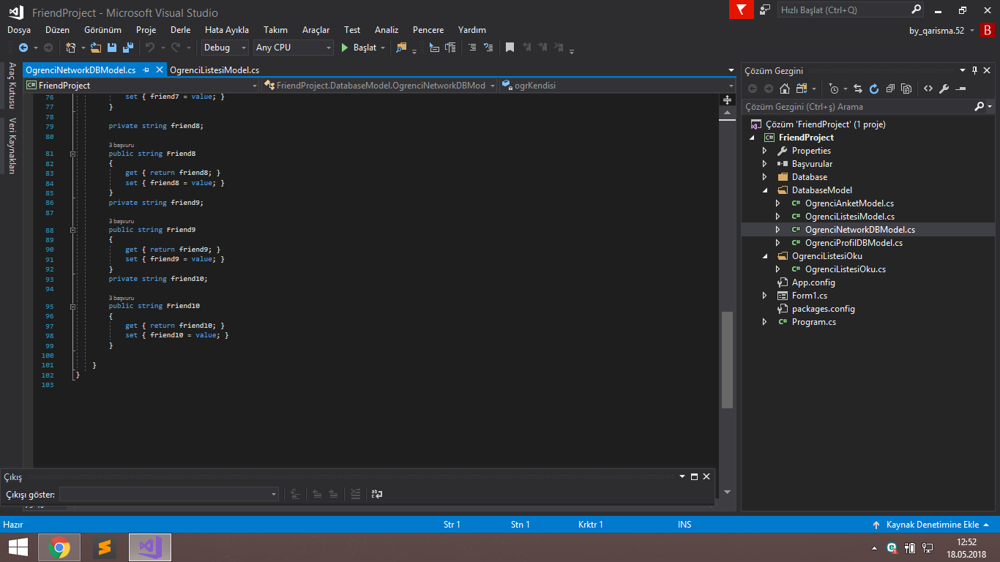 FriendProject - Microsoft Visual Studio
Hızlı Başlat (Ctrl+Q)
Dosya Düzen Görünüm Proje Derle Hata Ayıkla Takım Araçlar Test Analiz Pencere Yardım
by_qarisma.52 B
Debug Any CPU Başlat
Araç Kutusu
Veri Kaynakları
OgrenciNetworkDBModel.cs OgrenciListesiModel.cs
FriendProject FriendProject.DatabaseModel.OgrenciNetworkDBMod ogrKendisi
76 set { friend7 = value; }
77 }
78
79 private string friend8;
80
3 başvuru
81 public string Friend8
82 {
83 get { return friend8; }
84 set { friend8 = value; }
85 }
86 private string friend9;
87
3 başvuru
88 public string Friend9
89 {
90 get { return friend9; }
91 set { friend9 = value; }
92 }
93 private string friend10;
94
3 başvuru
95 public string Friend10
96 {
97 get { return friend10; }
98 set { friend10 = value; }
99 }
100
101 }
102 }
103
Çıkış
Çıkışı göster:
Çözüm Gezgini
Çözüm Gezgini (Ctrl+ş) Arama
Çözüm 'FriendProject' (1 proje)
C# FriendProject
Properties
Başvurular
Database
DatabaseModel
C# OgrenciAnketModel.cs
C# OgrenciListesiModel.cs
C# OgrenciNetworkDBModel.cs
C# OgrenciProfilDBModel.cs
OgrenciListesiOku
C# OgrenciListesiOku.cs
App.config
Form1.cs
packages.config
C# Program.cs
Hazır Str 1 Stn 1 Krktr 1 INS Kaynak Denetimine Ekle
12:52
18.05.2018